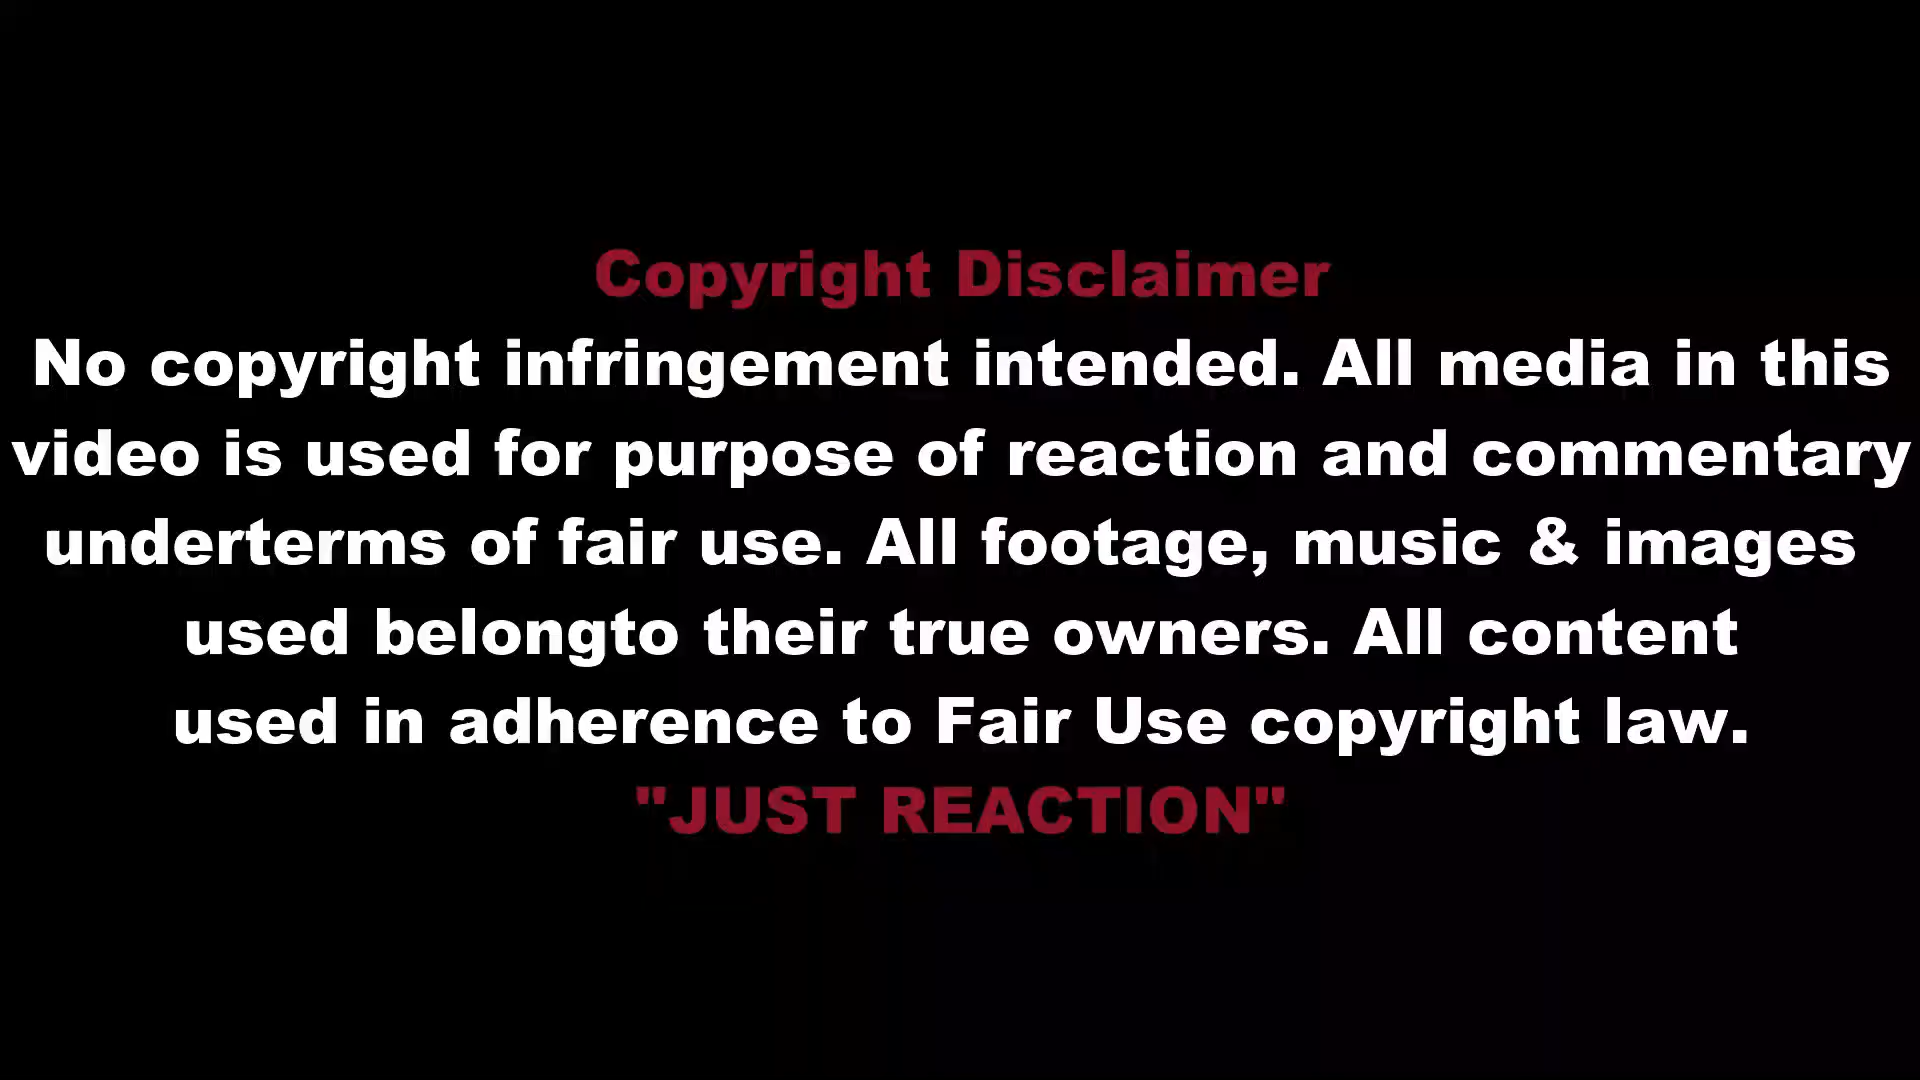 Copyright Disclaimer
No copyright infringement intended. All media in this
video is used for purpose of reaction and commentary
underterms of fair use. All footage, music & images
used belongto their true owners. All content
used in adherence to Fair Use copyright law.
"JUST REACTION"